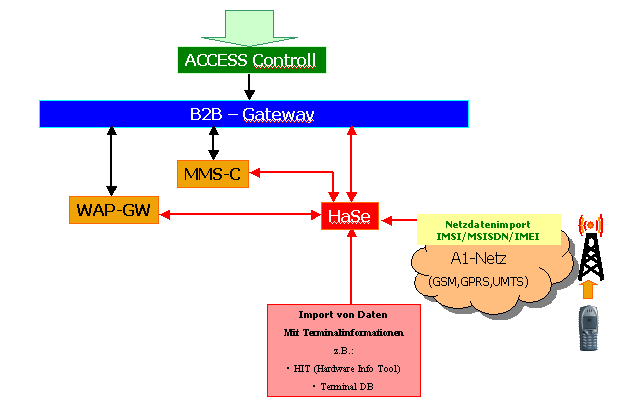 ACCESS Controll
B2B – Gateway
MMS-C
WAP-GW
HaSe
Netzdatenimport
IMSI/MSISDN/IMEI
A1-Netz
(GSM,GPRS,UMTS)
Import von Daten
Mit Terminalinformationen
z.B.:
• HIT (Hardware Info Tool)
• Terminal DB